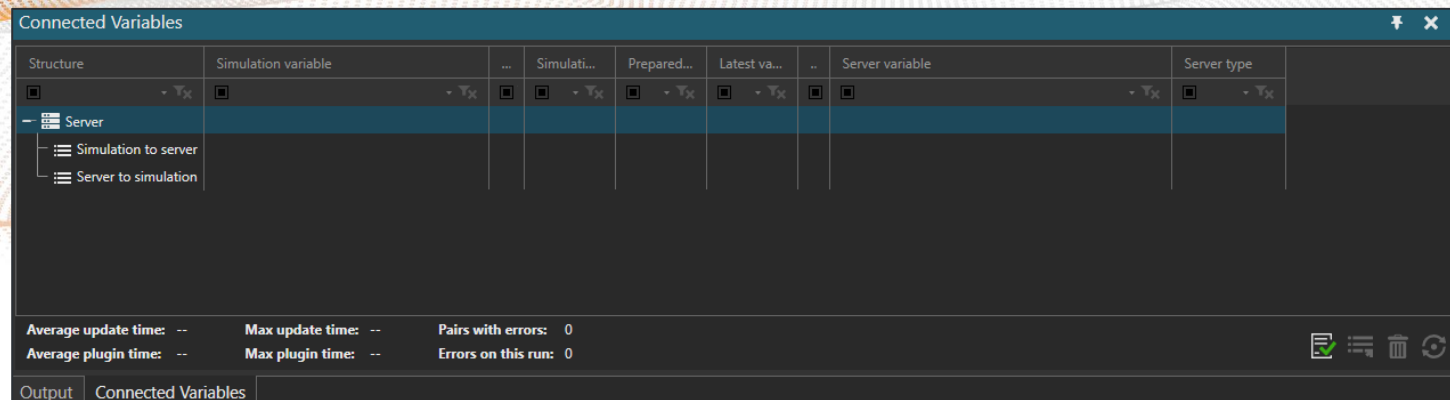 Connected Variables
Structure Simulation variable ... Simulati... Prepared... Latest va... .. Server variable Server type
Server
Simulation to server
Server to simulation
Average update time: -- Max update time: -- Pairs with errors: 0
Average plugin time: -- Max plugin time: -- Errors on this run: 0
Output Connected Variables